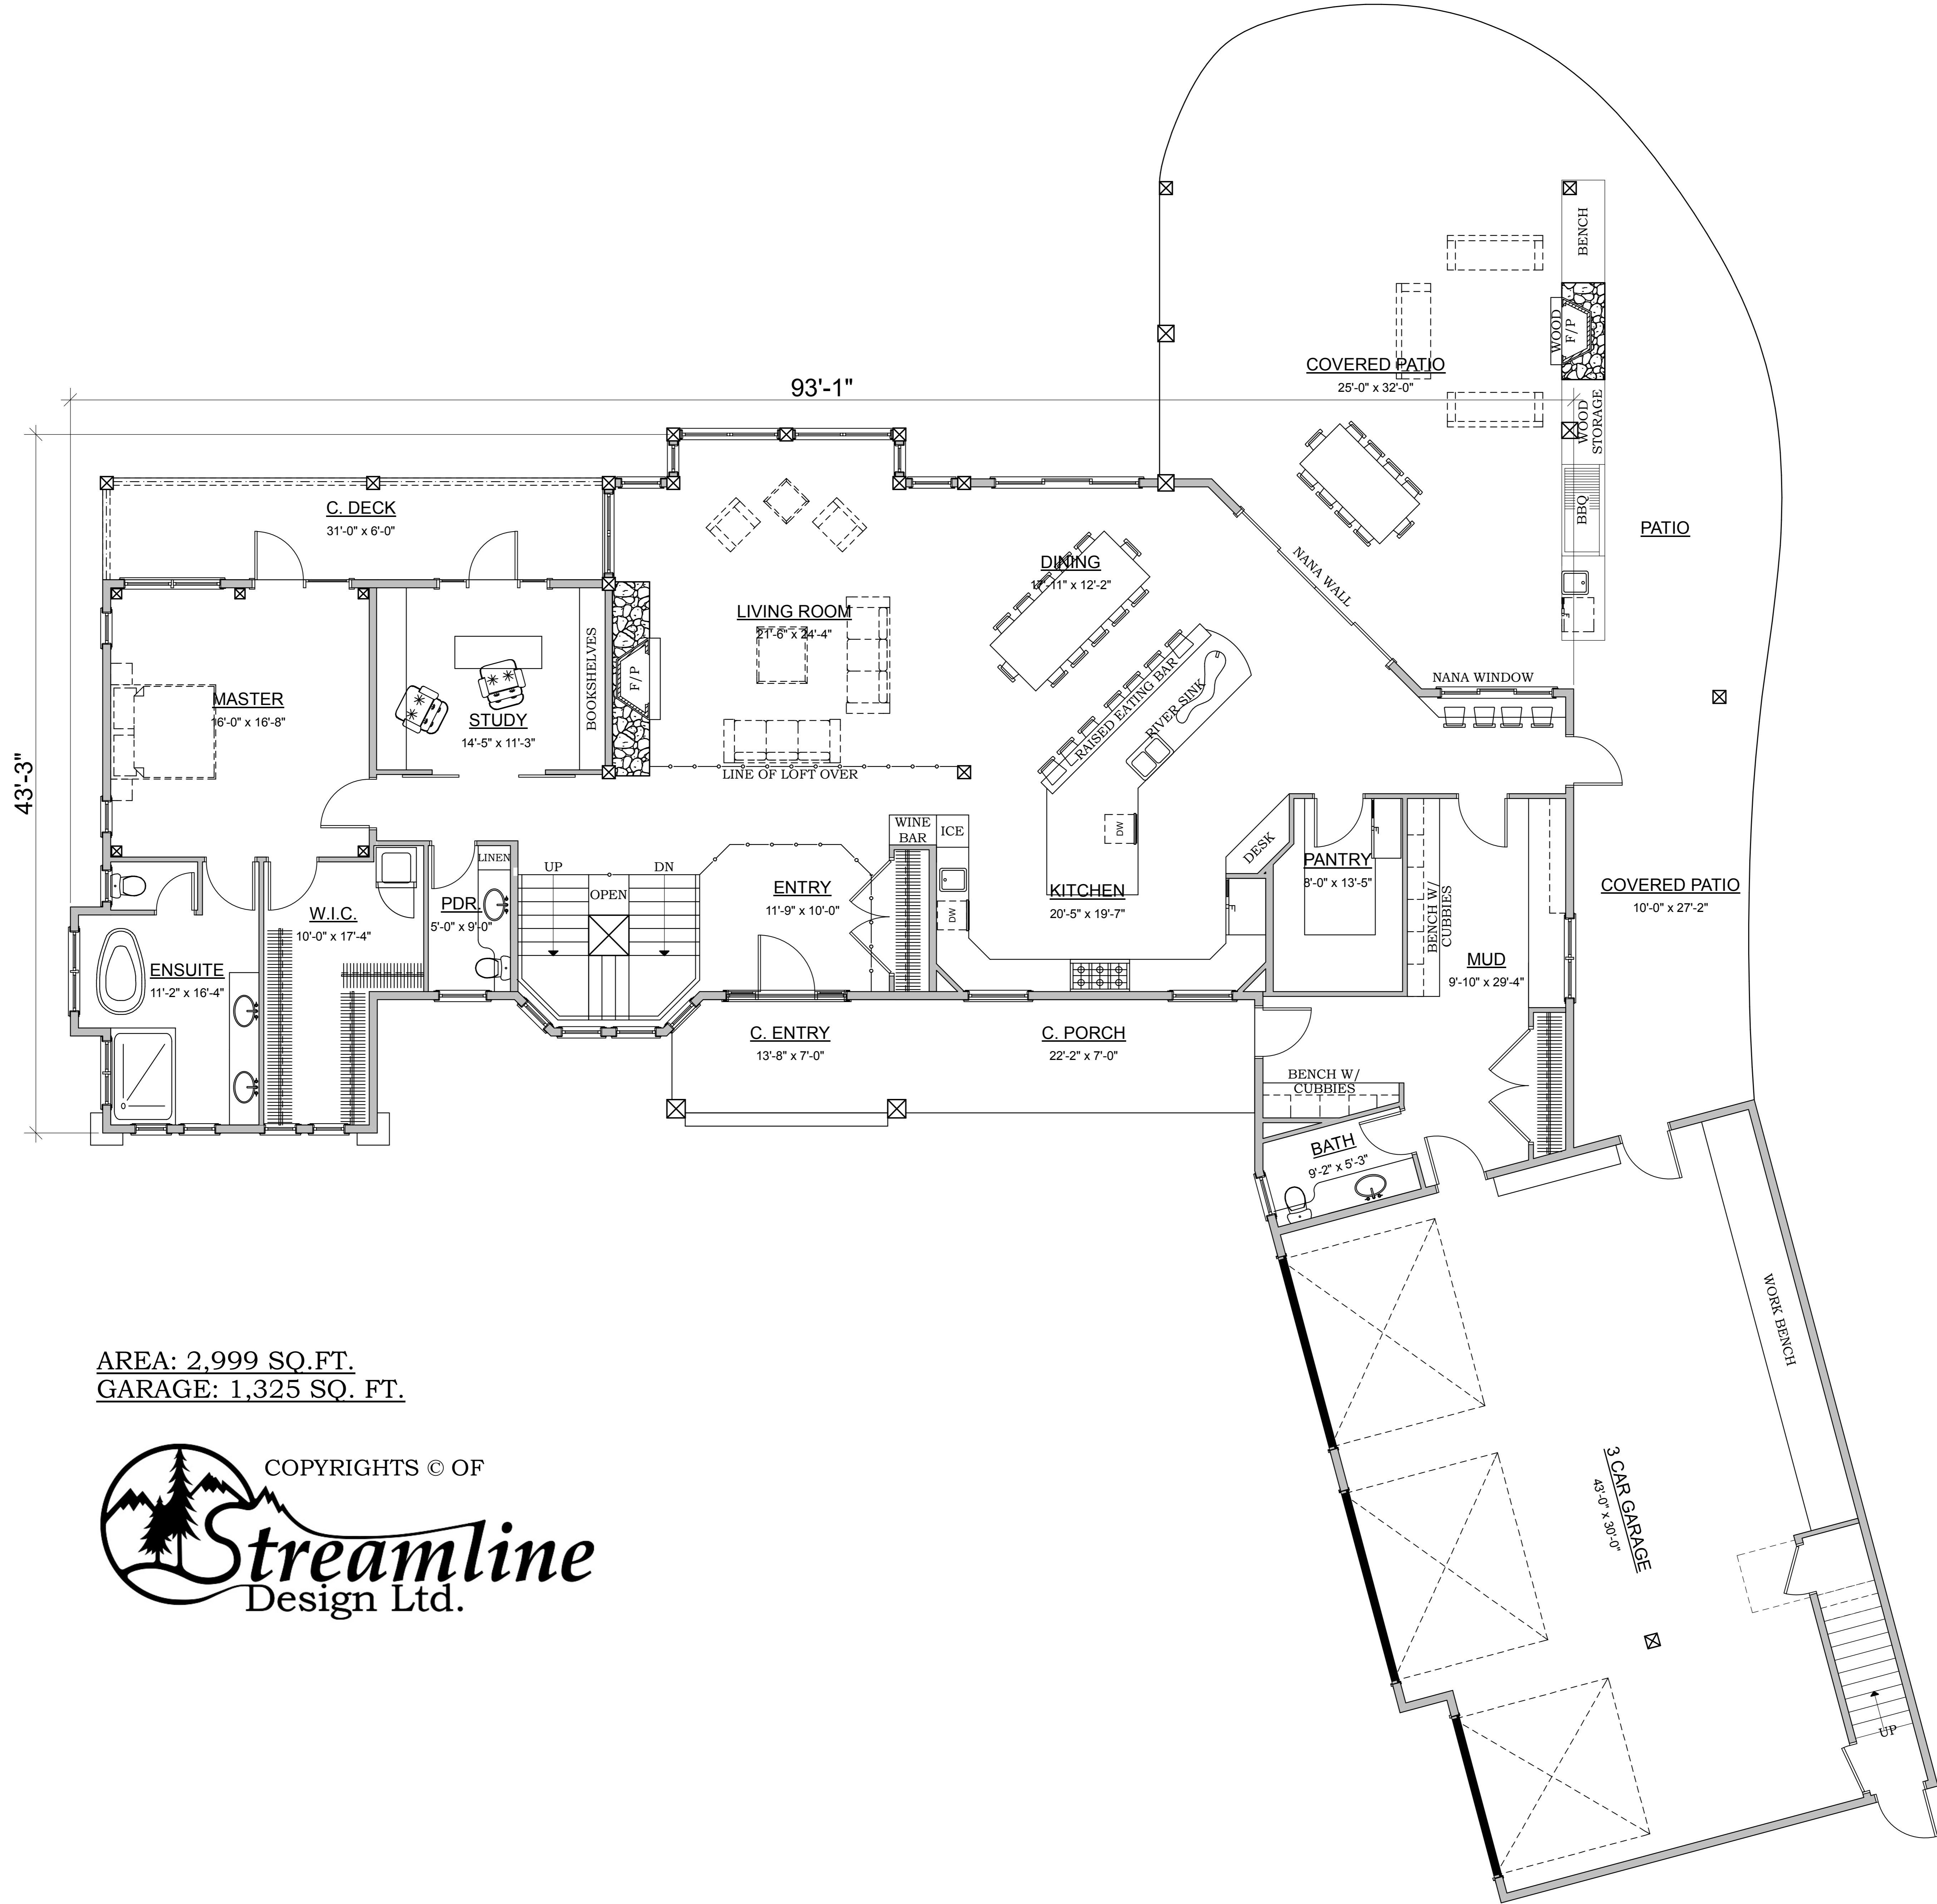 BENCH
WOOD
F/P
COVERED PATIO
25'-0" x 32'-0"
93'-1"
WOOD
STORAGE
C. DECK
31'-0" x 6'-0"
BBQ
PATIO
DINING
17'-11" x 12'-2"
NANA WALL
LIVING ROOM
21'-6" x 24'-4"
BOOKSHELVES
F/P
RAISED EATING BAR
RIVER SINK
NANA WINDOW
MASTER
16'-0" x 16'-8"
STUDY
14'-5" x 11'-3"
43'-3"
LINE OF LOFT OVER
WINE
BAR
ICE
DW
DESK
LINEN
UP
DN
OPEN
PANTRY
8'-0" x 13'-5"
ENTRY
11'-9" x 10'-0"
KITCHEN
20'-5" x 19'-7"
DW
BENCH W/
CUBBIES
COVERED PATIO
10'-0" x 27'-2"
PDR.
5'-0" x 9'-0"
W.I.C.
10'-0" x 17'-4"
ENSUITE
11'-2" x 16'-4"
MUD
9'-10" x 29'-4"
C. ENTRY
13'-8" x 7'-0"
C. PORCH
22'-2" x 7'-0"
BENCH W/
CUBBIES
BATH
9'-2" x 5'-3"
WORK BENCH
3 CAR GARAGE
43'-0" x 30'-0"
UP
AREA: 2,999 SQ.FT.
GARAGE: 1,325 SQ. FT.
COPYRIGHTS © OF
Streamline
Design Ltd.